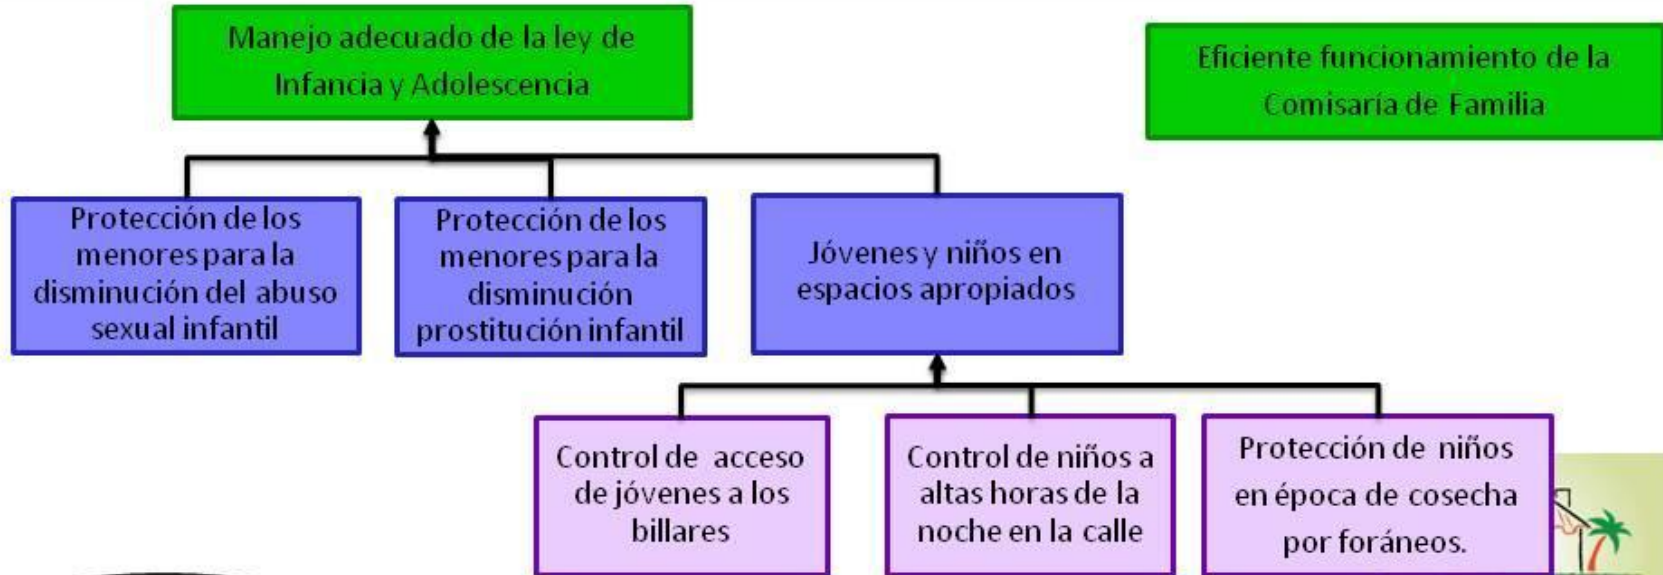 Manejo adecuado de la ley de
Infancia y Adolescencia
Eficiente funcionamiento de la
Comisaría de Familia
Protección de los
menores para la
disminución del abuso
sexual infantil
Protección de los
menores para la
disminución
prostitución infantil
Jóvenes y niños en
espacios apropiados
Control de acceso
de jóvenes a los
billares
Control de niños a
altas horas de la
noche en la calle
Protección de niños
en época de cosecha
por foráneos.